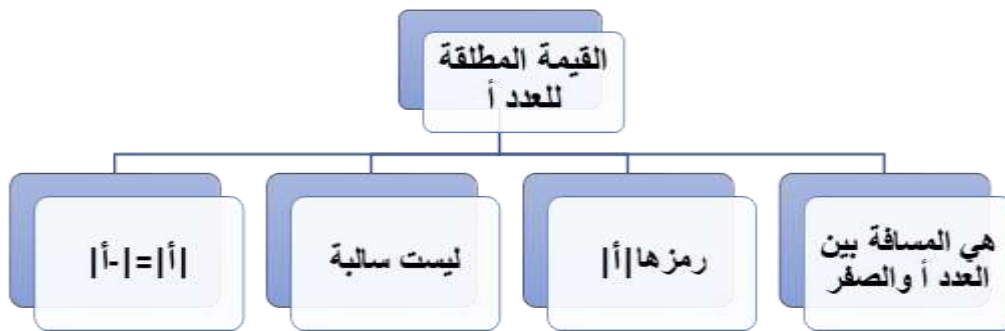 القيمة المطلقة
للعدد أ
هي المسافة بين
العدد أ والصفر
رمزها|أ|
ليست سالبة
|أ|=|-أ|